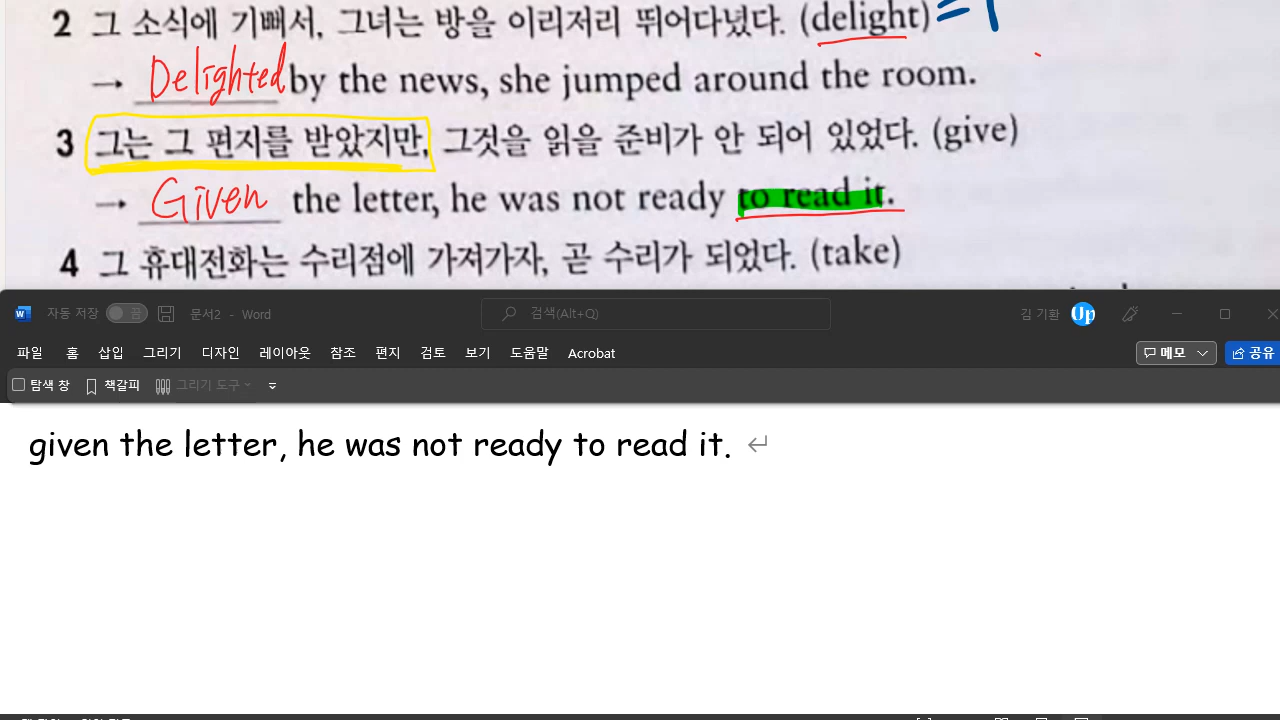 2 그 소식에 기뻐서, 그녀는 방을 이리저리 뛰어다녔다. (delight) =
→ Delighted by the news, she jumped around the room.
3 그는 그 편지를 받았지만, 그것을 읽을 준비가 안 되어 있었다. (give)
→ Given the letter, he was not ready to read it.
4 그 휴대전화는 수리점에 가져가자, 곧 수리가 되었다. (take)
자동 저장 끔 문서2 - Word 검색(Alt+Q) 김 기환 Up
파일 홈 삽입 그리기 디자인 레이아웃 참조 편지 검토 보기 도움말 Acrobat 메모 공유
탐색 창 책갈피 그리기 도구
given the letter, he was not ready to read it.